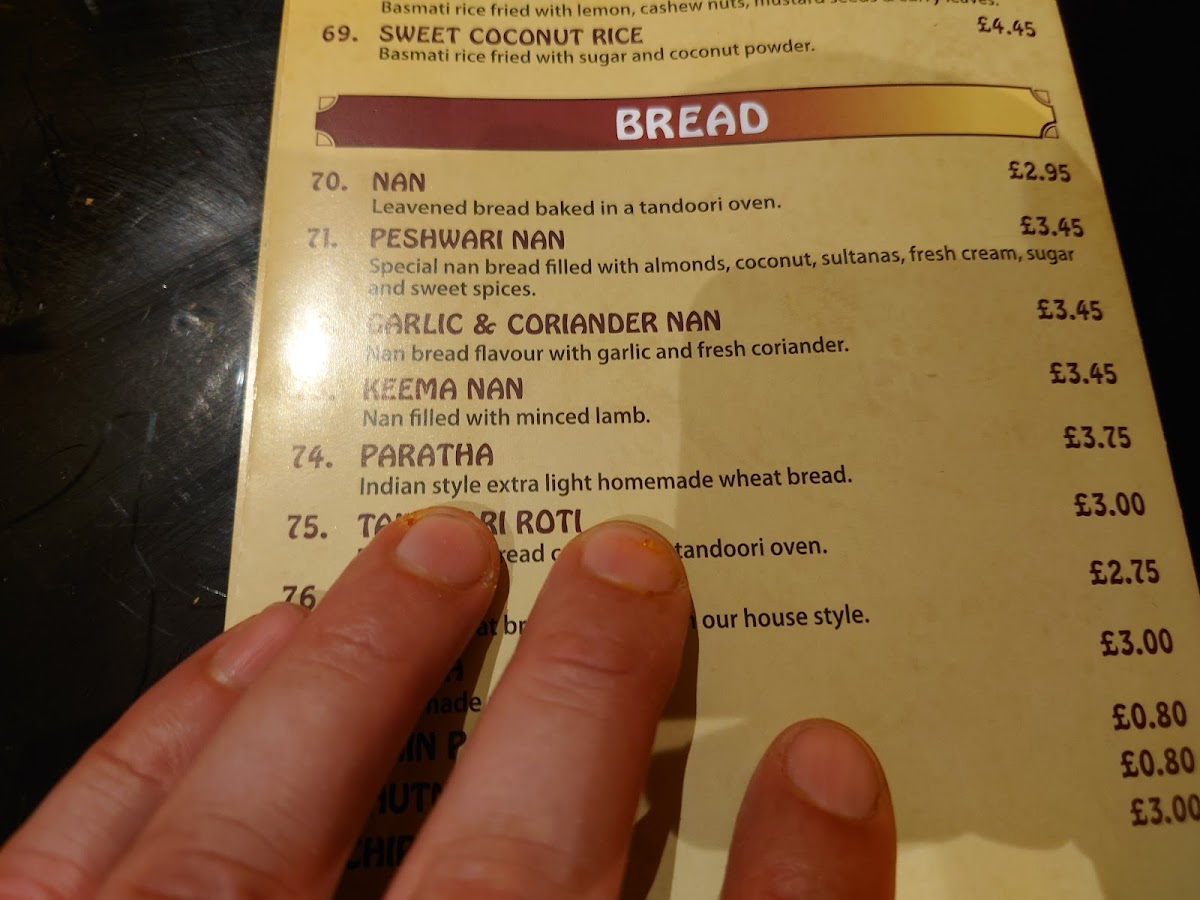 Basmati rice fried with lemon, cashew nuts, mustard seeds & curry leaves.
69. SWEET COCONUT RICE £4.45
Basmati rice fried with sugar and coconut powder.
BREAD
70. NAN £2.95
Leavened bread baked in a tandoori oven.
71. PESHWARI NAN £3.45
Special nan bread filled with almonds, coconut, sultanas, fresh cream, sugar
and sweet spices.
GARLIC & CORIANDER NAN £3.45
Nan bread flavour with garlic and fresh coriander.
KEEMA NAN £3.45
Nan filled with minced lamb.
74. PARATHA £3.75
Indian style extra light homemade wheat bread.
75. ROTI £3.00
tandoori oven.
76 £2.75
our house style.
£3.00
£0.80
£0.80
£3.00